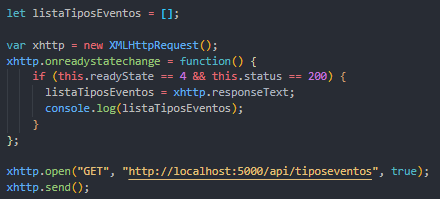 let listaTiposEventos = [];

var xhttp = new XMLHttpRequest();
xhttp.onreadystatechange = function() {
    if (this.readyState == 4 && this.status == 200) {
      listaTiposEventos = xhttp.responseText;
      console.log(listaTiposEventos);
    }
};

xhttp.open("GET", "http://localhost:5000/api/tiposeventos", true);
xhttp.send();